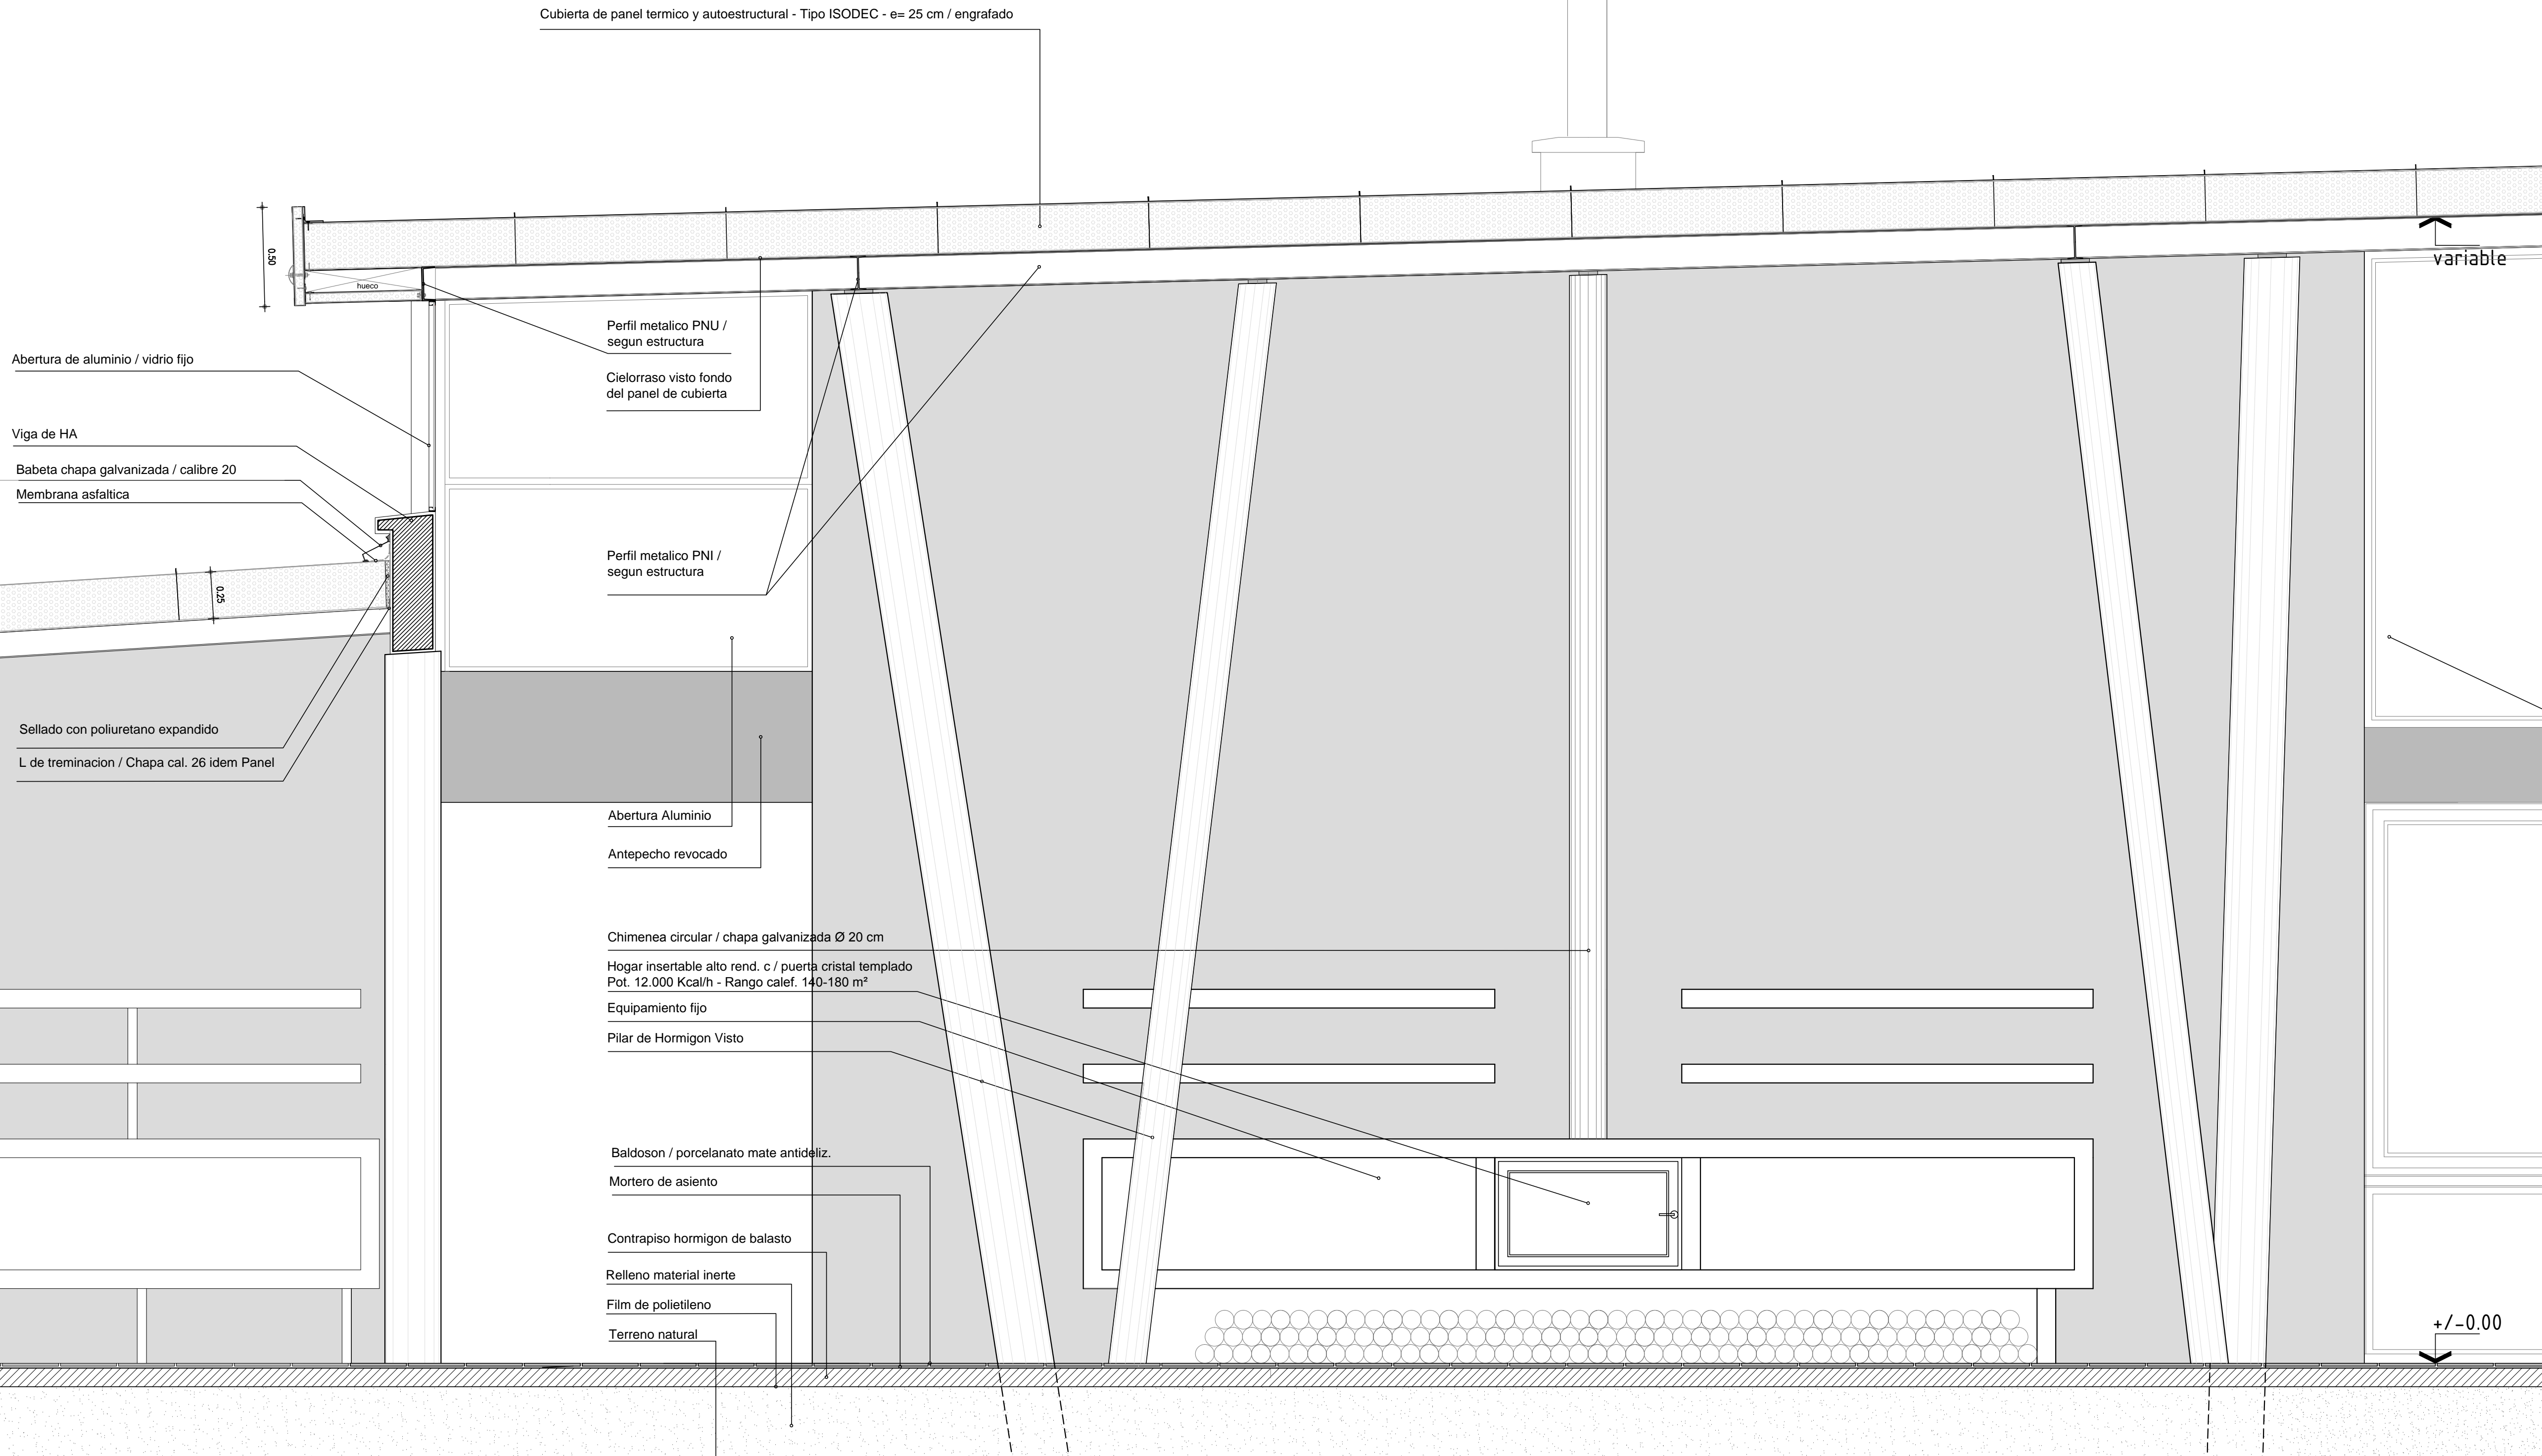 Cubierta de panel termico y autoestructural - Tipo ISODEC - e= 25 cm / engrafado
0.50
hueco
variable
Perfil metalico PNU /
segun estructura
Cielorraso visto fondo
del panel de cubierta
Abertura de aluminio / vidrio fijo
Viga de HA
Babeta chapa galvanizada / calibre 20
Membrana asfaltica
0.25
Perfil metalico PNI /
segun estructura
Sellado con poliuretano expandido
L de treminacion / Chapa cal. 26 idem Panel
Abertura Aluminio
Antepecho revocado
Chimenea circular / chapa galvanizada Ø 20 cm
Hogar insertable alto rend. c / puerta cristal templado
Pot. 12.000 Kcal/h - Rango calef. 140-180 m²
Equipamiento fijo
Pilar de Hormigon Visto
Baldoson / porcelanato mate antideliz.
Mortero de asiento
Contrapiso hormigon de balasto
Relleno material inerte
Film de polietileno
Terreno natural
+/-0.00